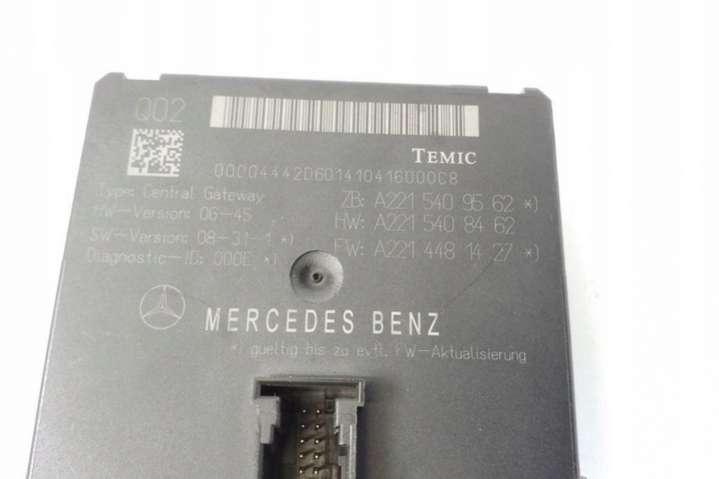 Q02
TEMIC
00004442D60141041600008
Type: Central Gateway
ZB: A221 540 95 62 *)
HW-Version: 06-45
HW: A221 540 84 62
SW-Version: 08-31-1 *)
FW: A221 448 14 27 *)
Diagnostic-ID: 000E *)
MERCEDES BENZ
*) gueltig bis zu evtl. FW-Aktualisierung